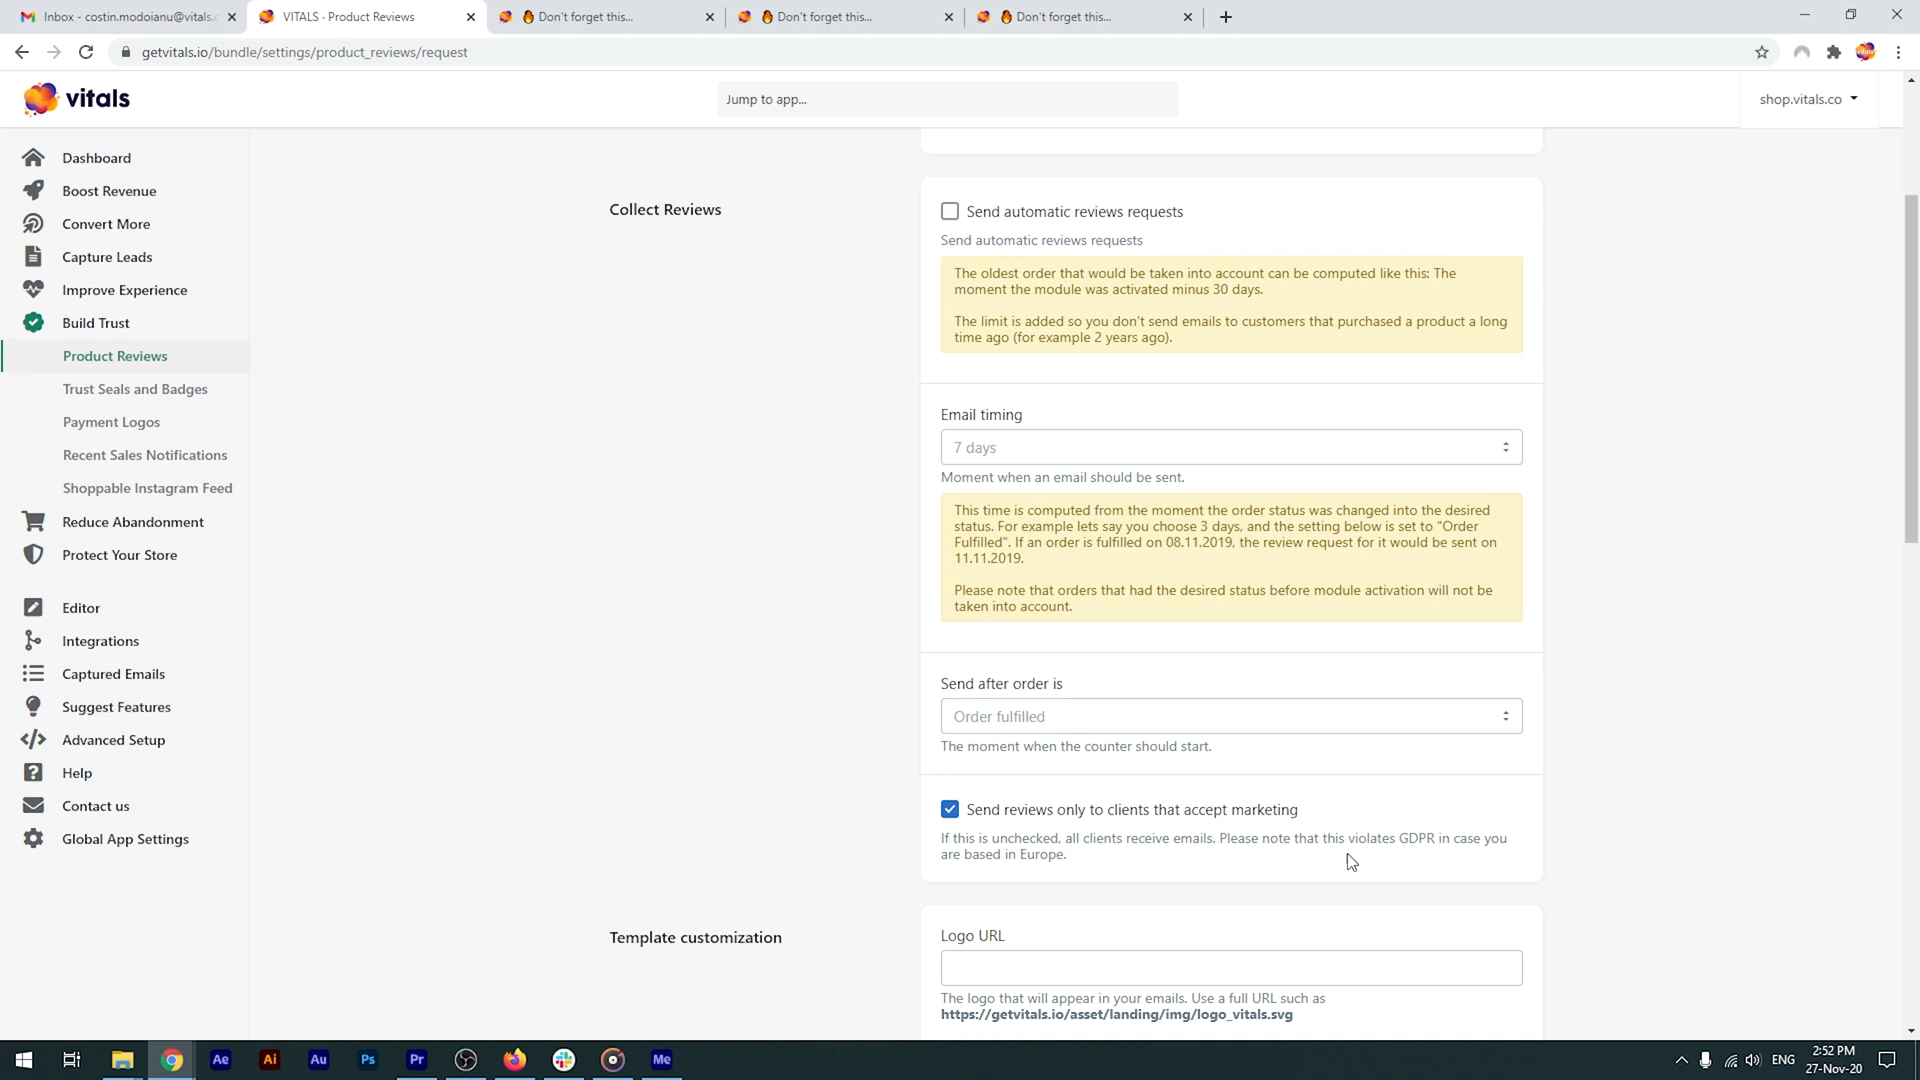 Inbox - costin.modoianu@vitals.
VITALS · Product Reviews
Don't forget this...
Don't forget this...
Don't forget this...
getvitals.io/bundle/settings/product_reviews/request
vitals
Jump to app...
shop.vitals.co
Dashboard
Boost Revenue
Convert More
Capture Leads
Improve Experience
Build Trust
Product Reviews
Trust Seals and Badges
Payment Logos
Recent Sales Notifications
Shoppable Instagram Feed
Reduce Abandonment
Protect Your Store
Editor
Integrations
Captured Emails
Suggest Features
Advanced Setup
Help
Contact us
Global App Settings
Collect Reviews
Send automatic reviews requests
Send automatic reviews requests
The oldest order that would be taken into account can be computed like this: The
moment the module was activated minus 30 days.
The limit is added so you don't send emails to customers that purchased a product a long
time ago (for example 2 years ago).
Email timing
7 days
Moment when an email should be sent.
This time is computed from the moment the order status was changed into the desired
status. For example lets say you choose 3 days, and the setting below is set to "Order
Fulfilled". If an order is fulfilled on 08.11.2019, the review request for it would be sent on
11.11.2019.
Please note that orders that had the desired status before module activation will not be
taken into account.
Send after order is
Order fulfilled
The moment when the counter should start.
Send reviews only to clients that accept marketing
If this is unchecked, all clients receive emails. Please note that this violates GDPR in case you
are based in Europe.
Template customization
Logo URL
The logo that will appear in your emails. Use a full URL such as
https://getvitals.io/asset/landing/img/logo_vitals.svg
Ae
Ai
Au
Ps
Pr
Me
ENG
2:52 PM
27-Nov-20